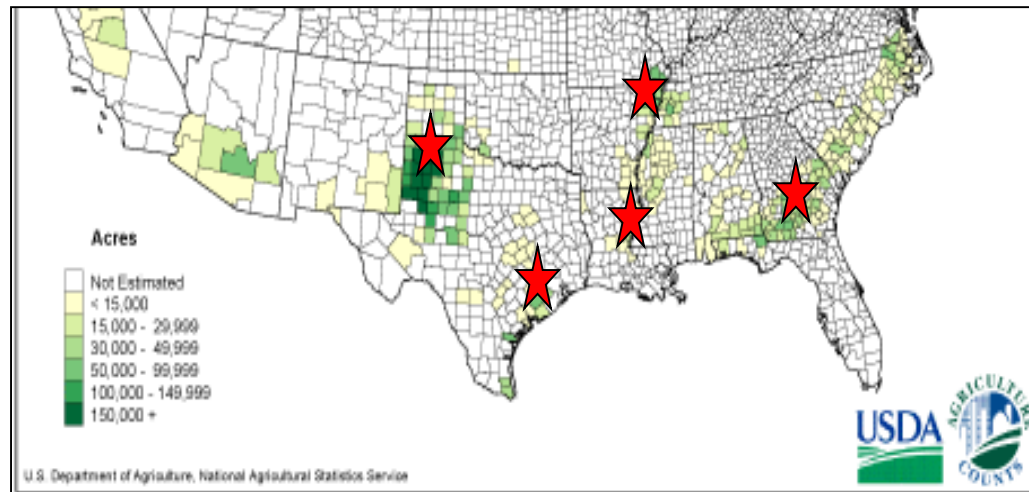 Acres
Not Estimated
< 15,000
15,000 - 29,999
30,000 - 49,999
50,000 - 99,999
100,000 - 149,999
150,000 +
U.S. Department of Agriculture, National Agricultural Statistics Service
USDA
AGRICULTURE
COUNTS